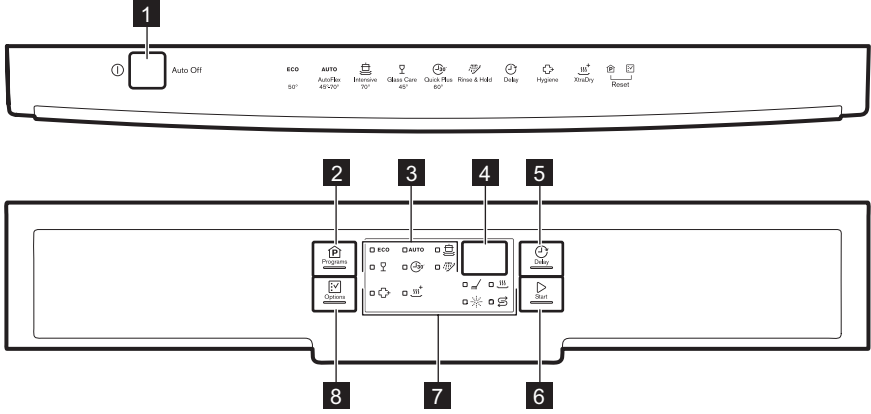 1
Auto Off
ECO AUTO
AutoFlex Intensive Glass Care Quick Plus Rinse & Hold Delay Hygiene XtraDry Reset
50° 45°-70° 70° 45° 60°
2 3 4 5
Programs ECO AUTO Delay
30'
Options Start
8 7 6